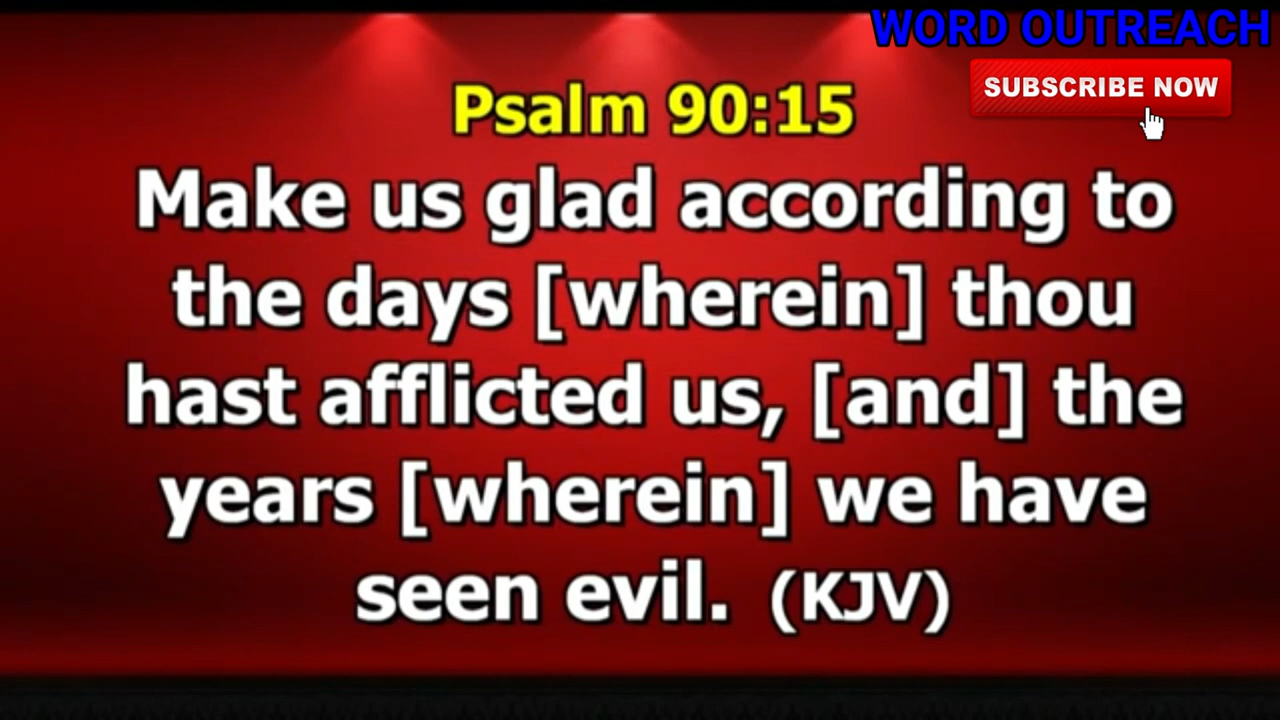 WORD OUTREACH
SUBSCRIBE NOW
Psalm 90:15
Make us glad according to
the days [wherein] thou
hast afflicted us, [and] the
years [wherein] we have
seen evil. (KJV)